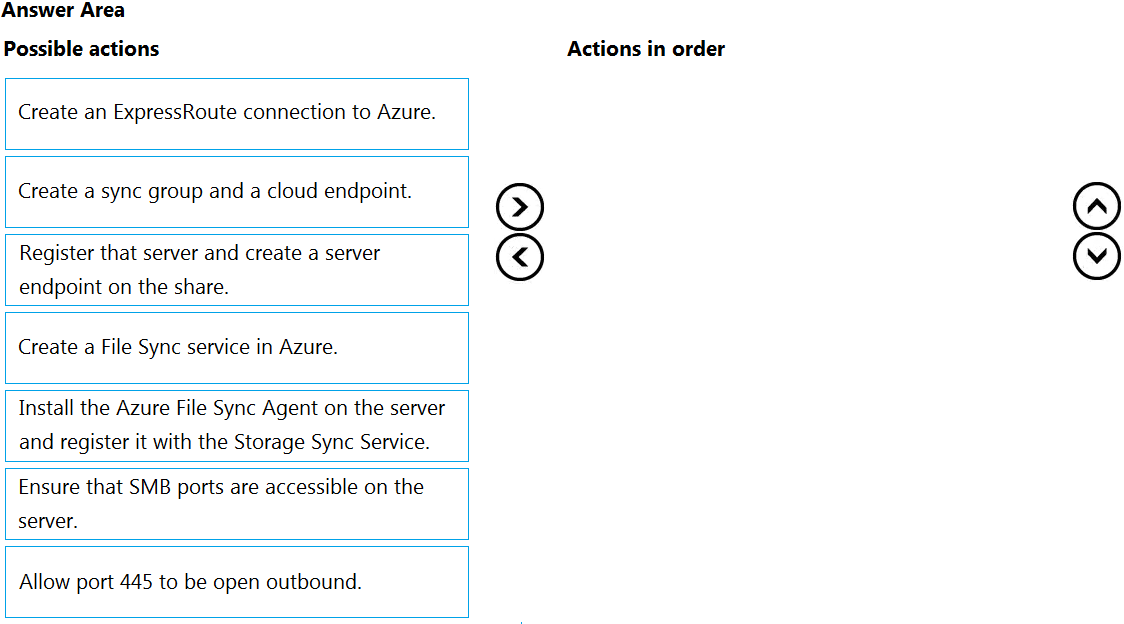 Answer Area
Possible actions
Actions in order
Create an ExpressRoute connection to Azure.
Create a sync group and a cloud endpoint.
Register that server and create a server
endpoint on the share.
Create a File Sync service in Azure.
Install the Azure File Sync Agent on the server
and register it with the Storage Sync Service.
Ensure that SMB ports are accessible on the
server.
Allow port 445 to be open outbound.